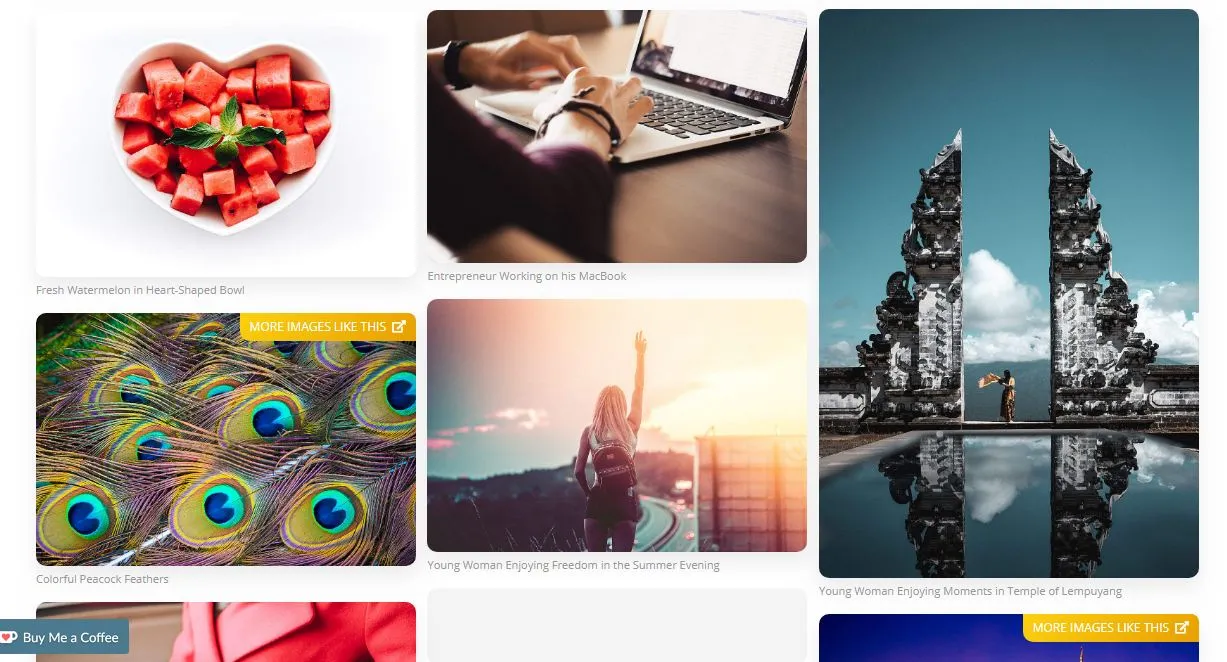 Fresh Watermelon in Heart-Shaped Bowl
MORE IMAGES LIKE THIS
Colorful Peacock Feathers
Buy Me a Coffee
Entrepreneur Working on his MacBook
Young Woman Enjoying Freedom in the Summer Evening
Young Woman Enjoying Moments in Temple of Lempuyang
MORE IMAGES LIKE THIS